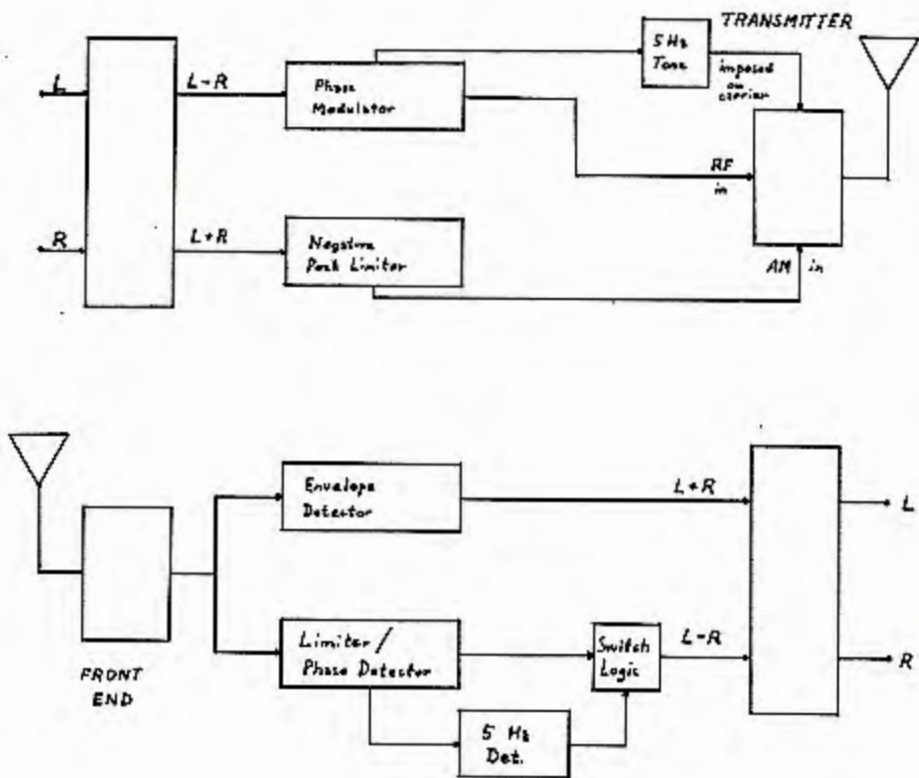 TRANSMITTER
5 Hz
Tone
imposed
on
carrier
L
L-R
Phase
Modulator
RF
in
R
L+R
Negative
Peak Limiter
AM in
Envelope
Detector
L+R
L
Limiter/
Phase Detector
Switch
Logic
L-R
R
FRONT
END
5 Hz
Det.